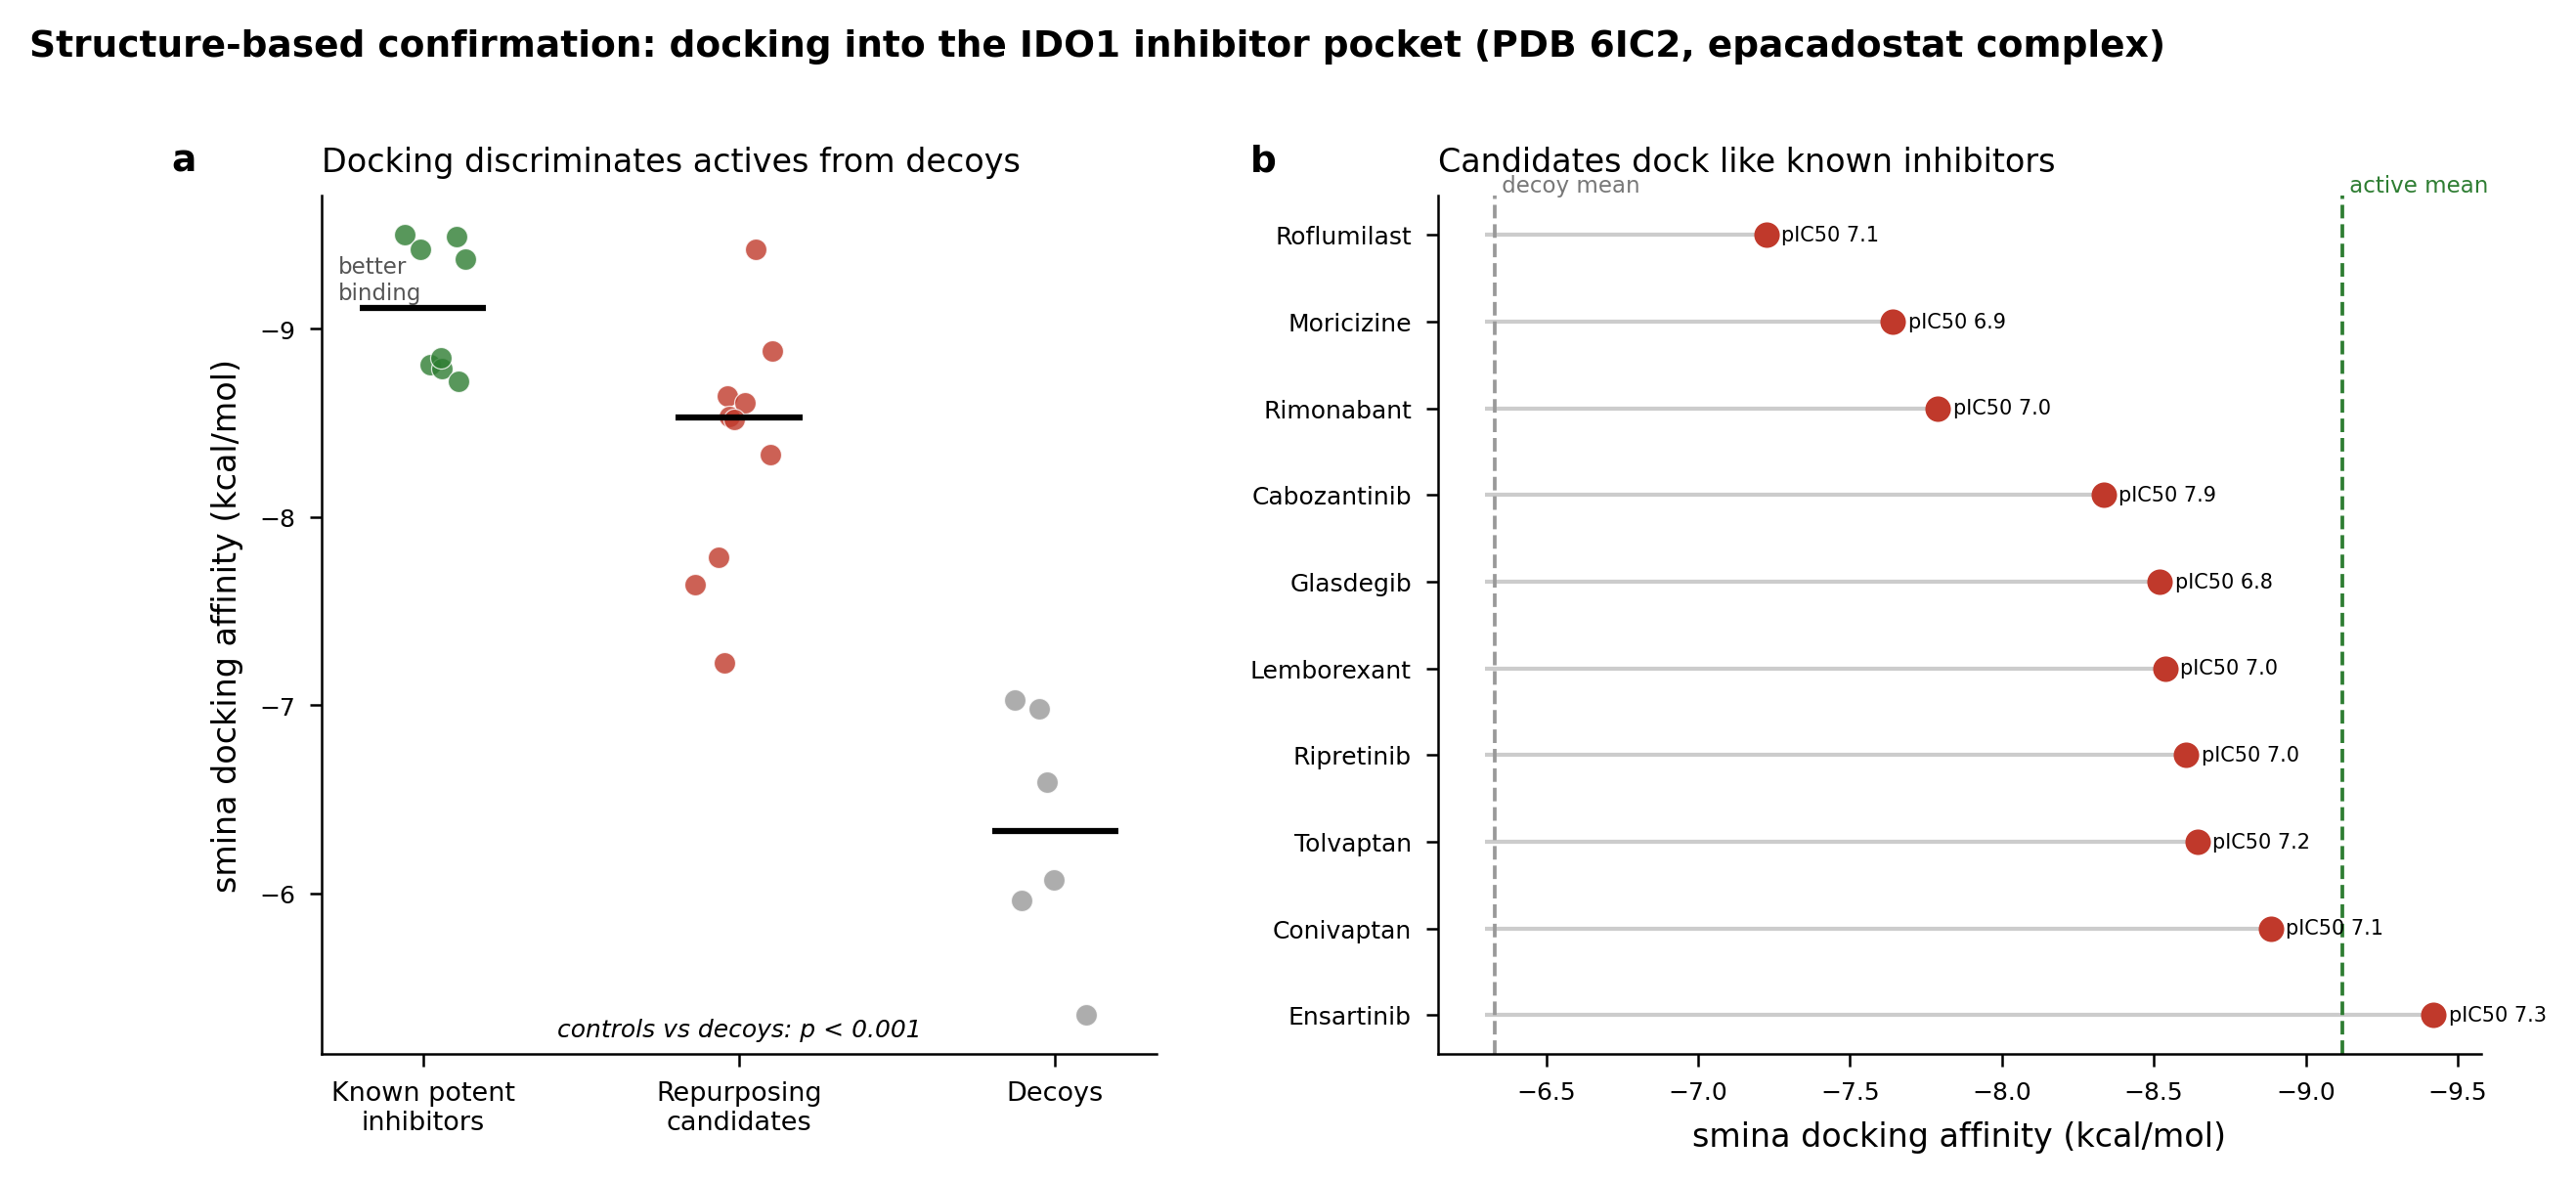 Structure-based confirmation: docking into the IDO1 inhibitor pocket (PDB 6IC2, epacadostat complex)
a
Docking discriminates actives from decoys
better
binding
−9
−8
−7
−6
smina docking affinity (kcal/mol)
controls vs decoys: p < 0.001
Known potent
inhibitors
Repurposing
candidates
Decoys
b
Candidates dock like known inhibitors
decoy mean
active mean
Roflumilast
pIC50 7.1
Moricizine
pIC50 6.9
Rimonabant
pIC50 7.0
Cabozantinib
pIC50 7.9
Glasdegib
pIC50 6.8
Lemborexant
pIC50 7.0
Ripretinib
pIC50 7.0
Tolvaptan
pIC50 7.2
Conivaptan
pIC50 7.1
Ensartinib
pIC50 7.3
−6.5
−7.0
−7.5
−8.0
−8.5
−9.0
−9.5
smina docking affinity (kcal/mol)